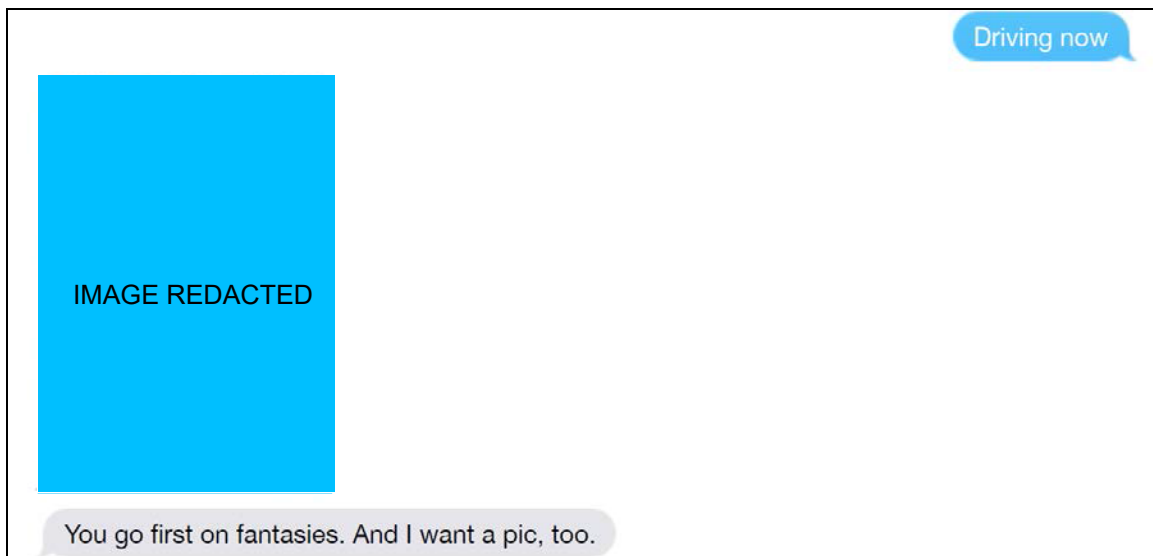 Driving now
IMAGE REDACTED
You go first on fantasies. And I want a pic, too.